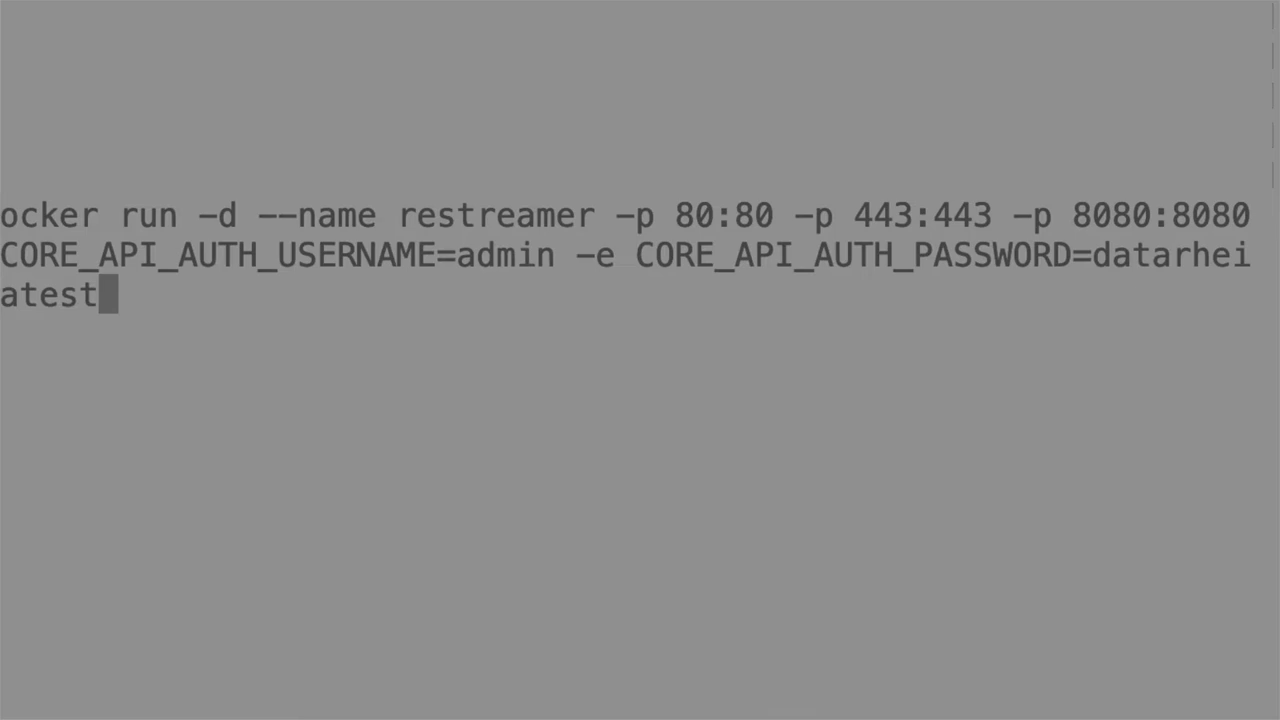 ocker run -d --name restreamer -p 80:80 -p 443:443 -p 8080:8080
CORE_API_AUTH_USERNAME=admin -e CORE_API_AUTH_PASSWORD=datarhei
atest